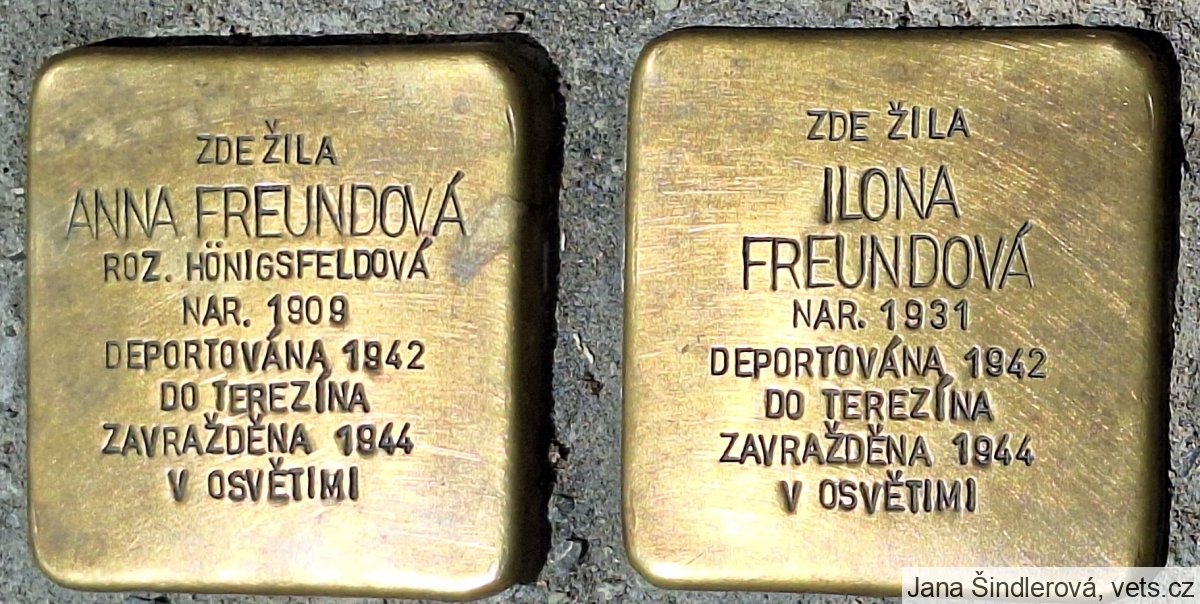 ZDE ŽILA
ANNA FREUNDOVÁ
ROZ. HÖNIGSFELDOVÁ
NAR. 1909
DEPORTOVÁNA 1942
DO TEREZÍNA
ZAVRAŽDĚNA 1944
V OSVĚTIMI
ZDE ŽILA
ILONA
FREUNDOVÁ
NAR. 1931
DEPORTOVÁNA 1942
DO TEREZÍNA
ZAVRAŽDĚNA 1944
V OSVĚTIMI
Jana Šindlerová, vets.cz